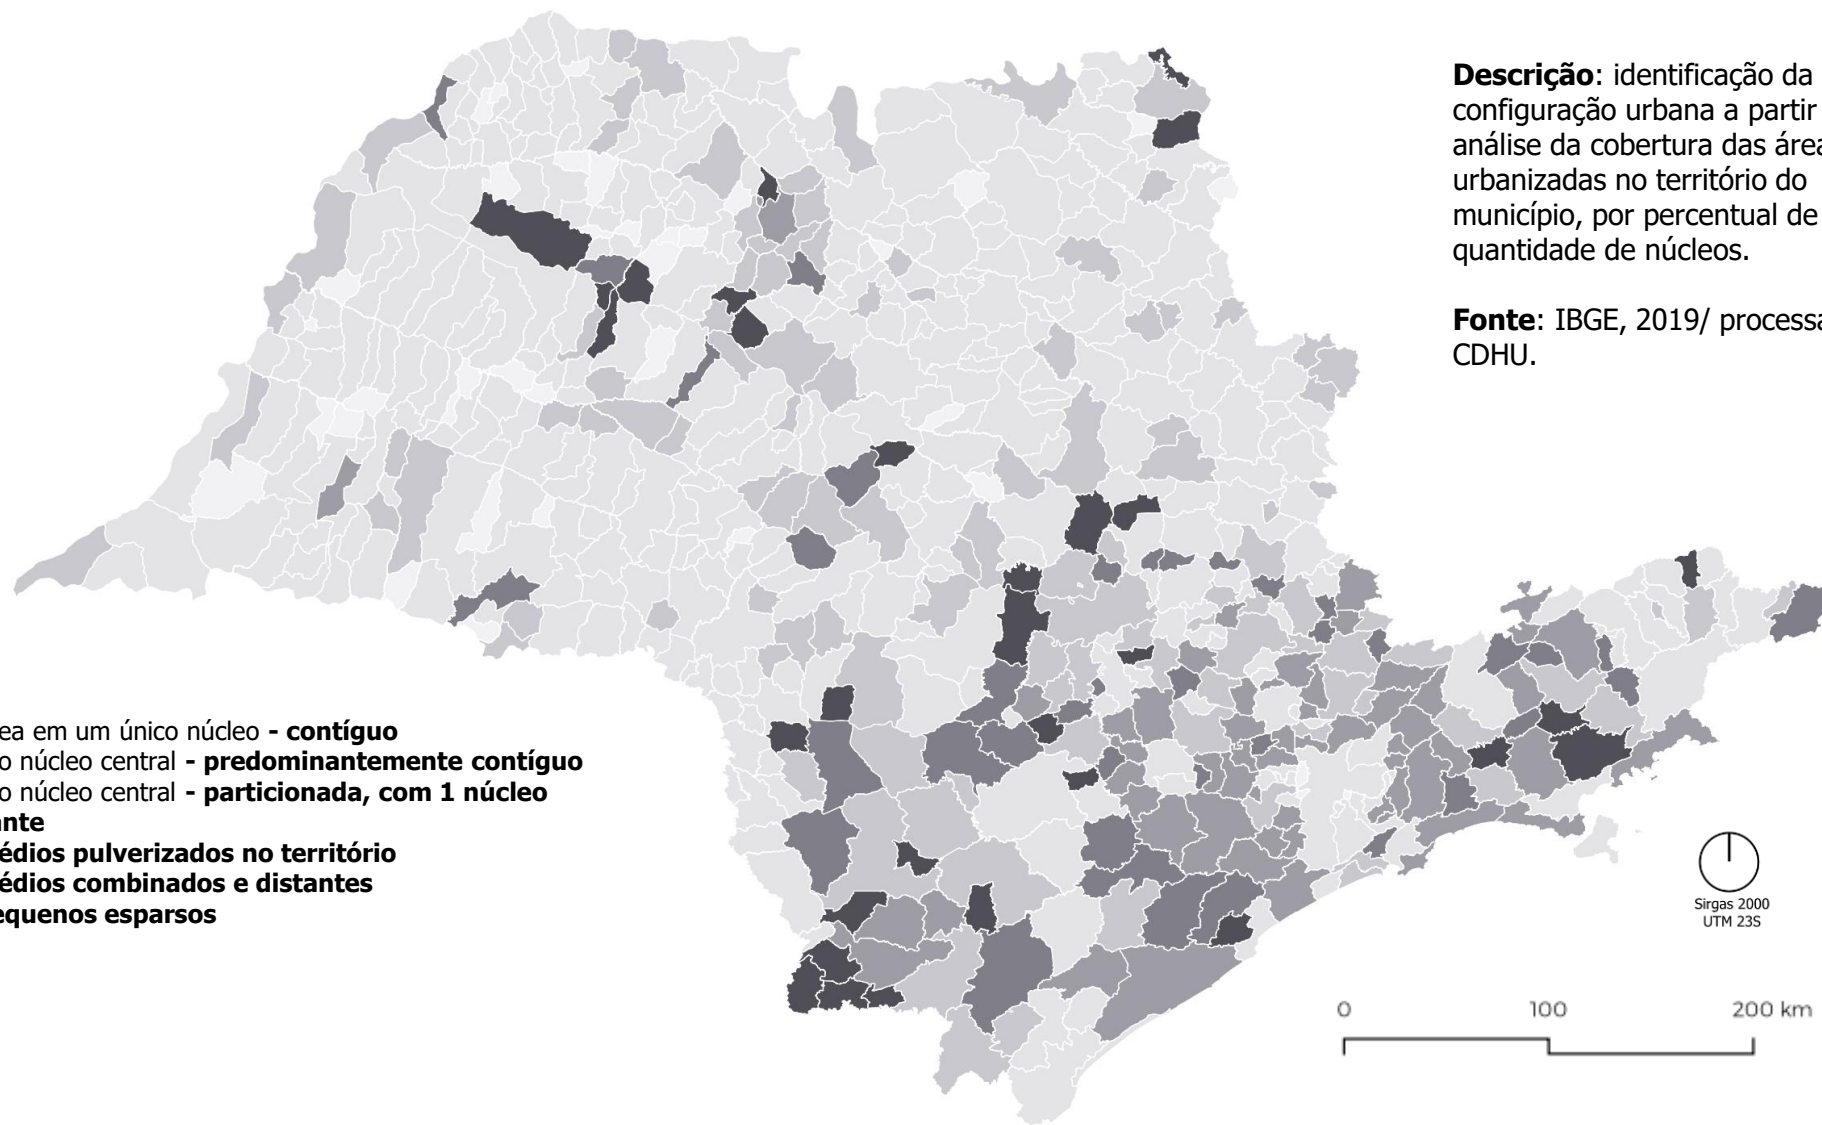 Descrição: identificação da
configuração urbana a partir
análise da cobertura das área
urbanizadas no território do
município, por percentual de
quantidade de núcleos.
Fonte: IBGE, 2019/ processa
CDHU.
ea em um único núcleo - contíguo
o núcleo central - predominantemente contíguo
o núcleo central - particionada, com 1 núcleo
ante
édios pulverizados no território
édios combinados e distantes
equenos esparsos
Sirgas 2000
UTM 23S
0 100 200 km